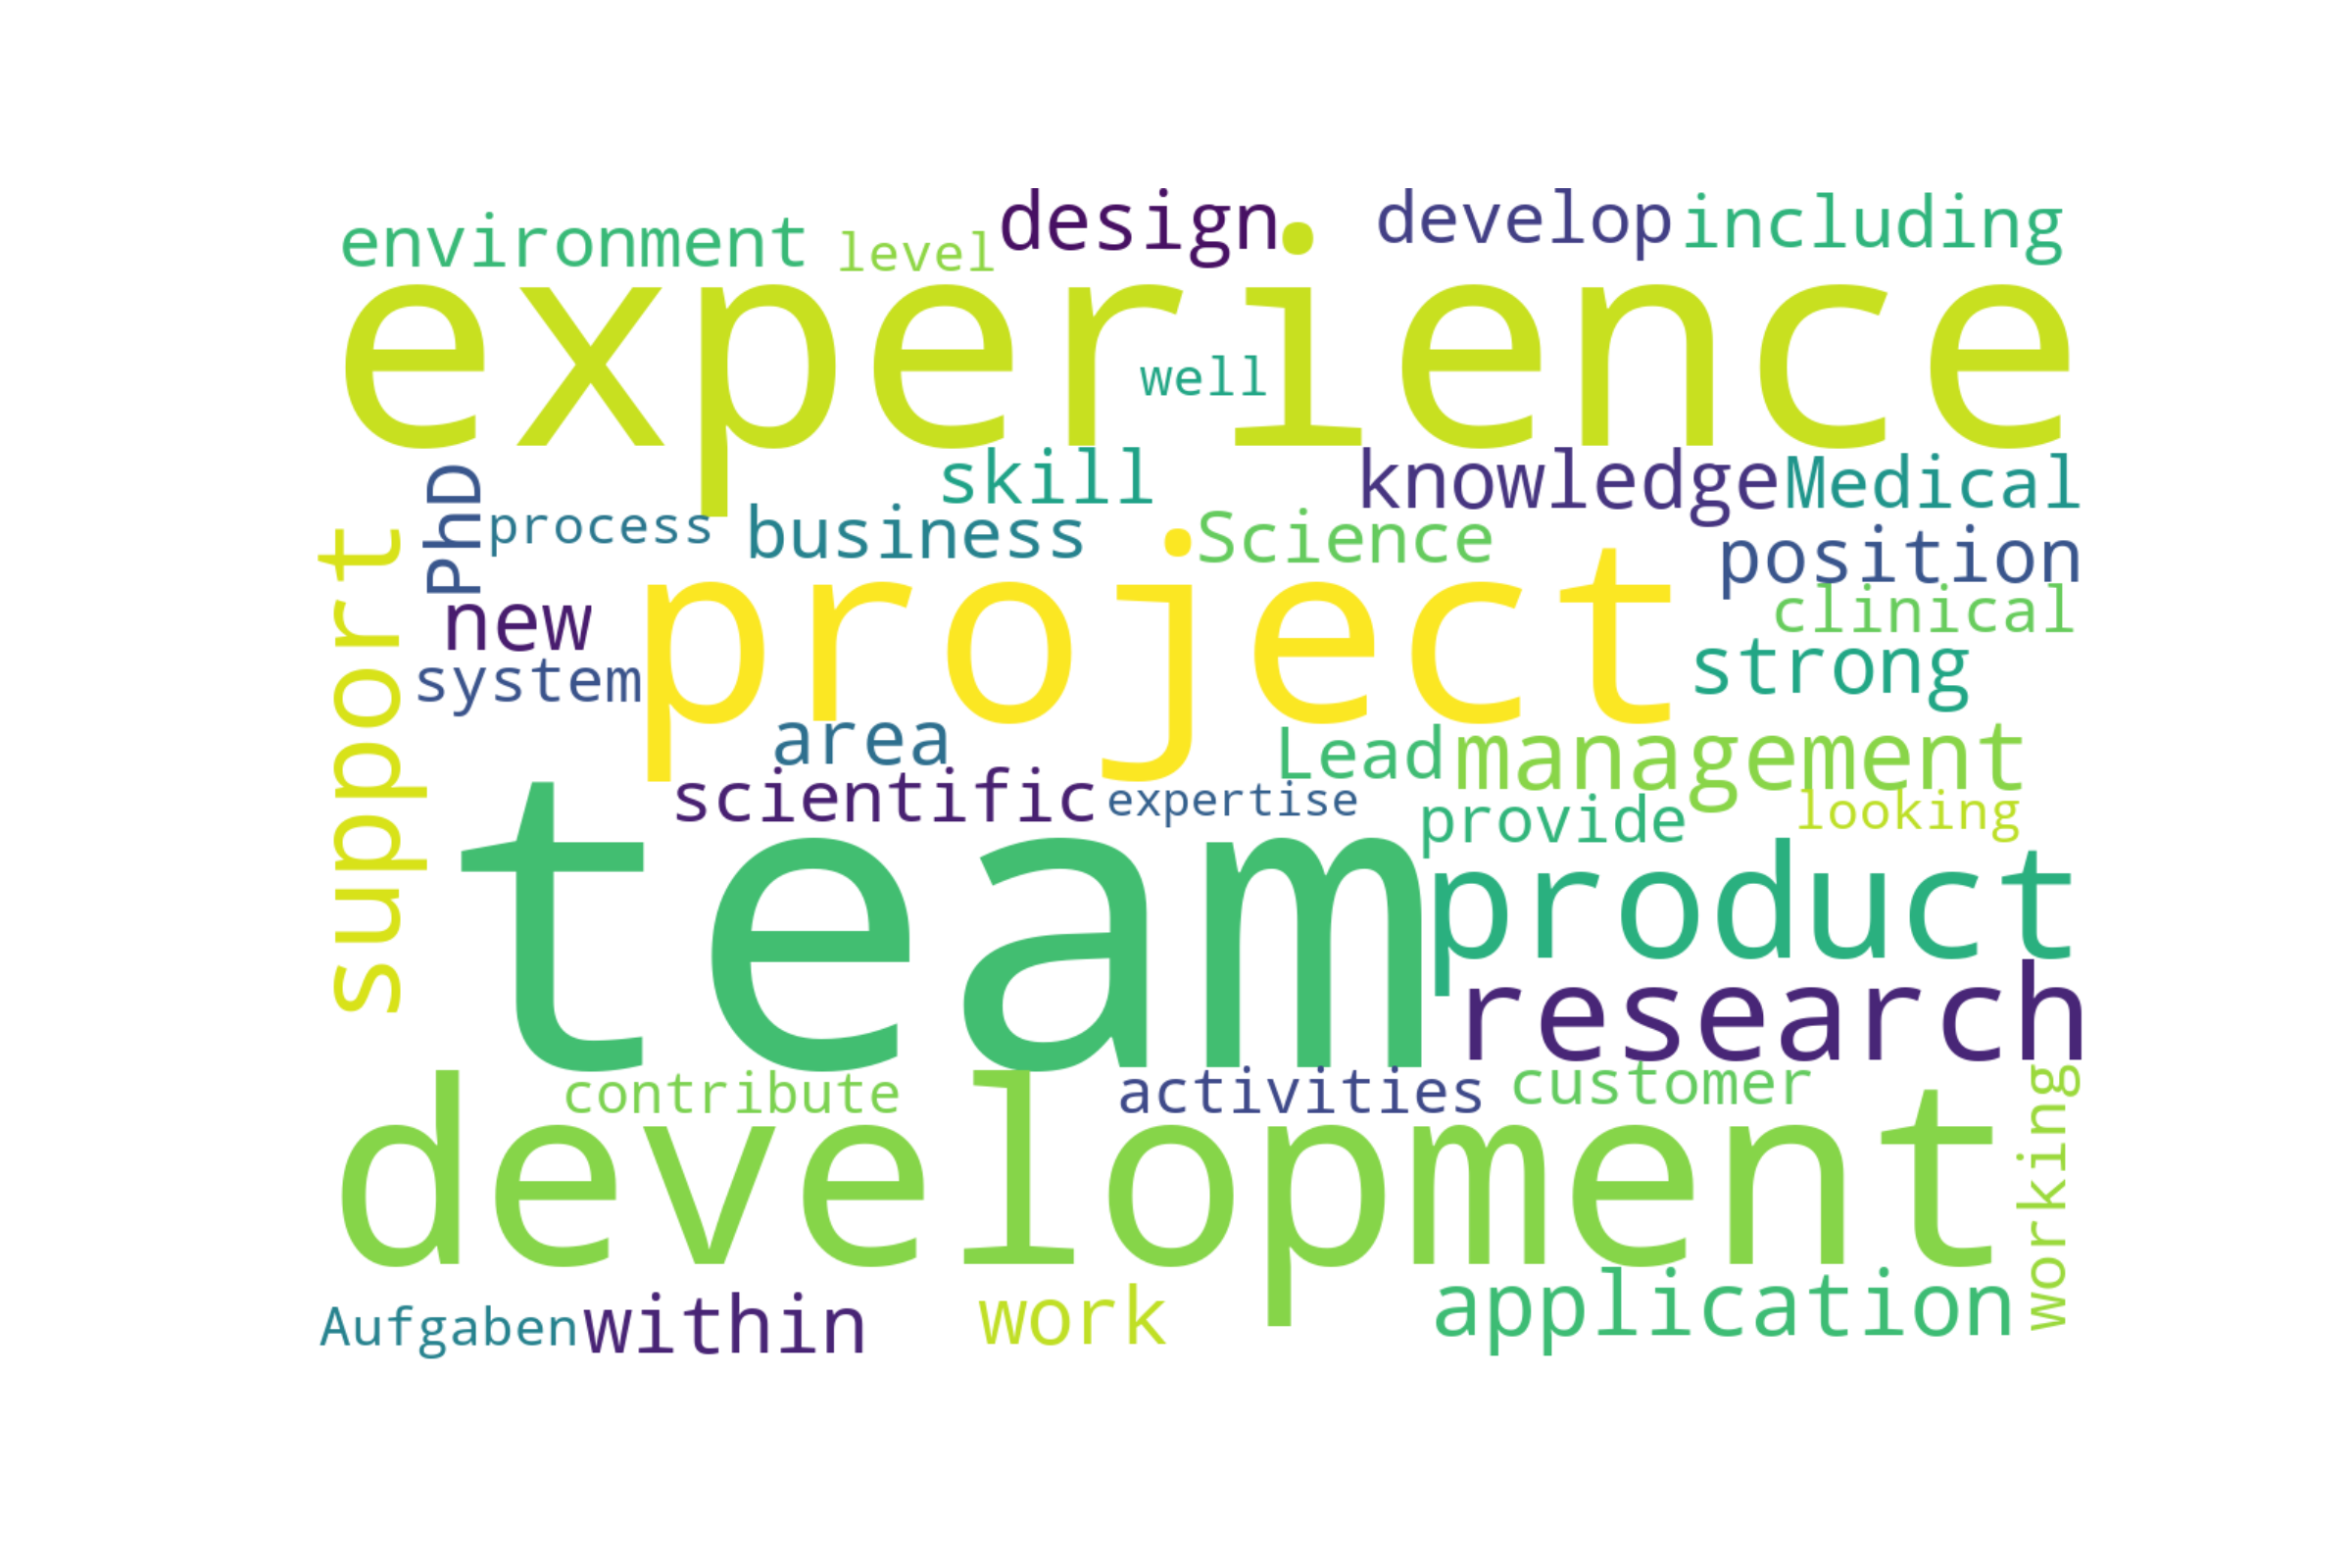 environment level design develop including
experience
well
skill knowledge Medical
PhD process business Science position
support new project clinical
system strong
area Lead management
scientific expertise provide looking
team product
research
contribute activities customer
development working
Aufgaben within work application